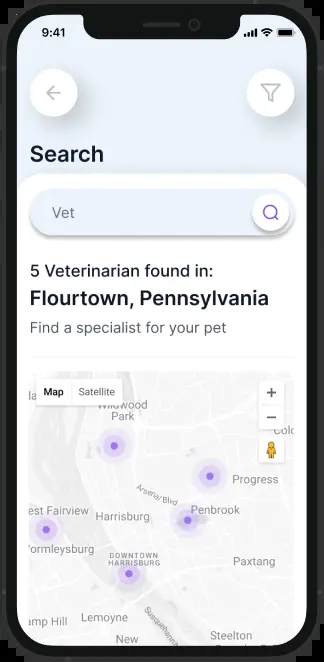 9:41
Search
Vet
5 Veterinarian found in:
Flourtown, Pennsylvania
Find a specialist for your pet
Map Satellite
Wildwood
Park
Colo
Progress
Arsenal Blvd
est Fairview
Harrisburg
Penbrook
ormleysburg
DOWNTOWN
HARRISBURG
Paxtang
amp Hill
Lemoyne
Susquehanna
Steelton
New